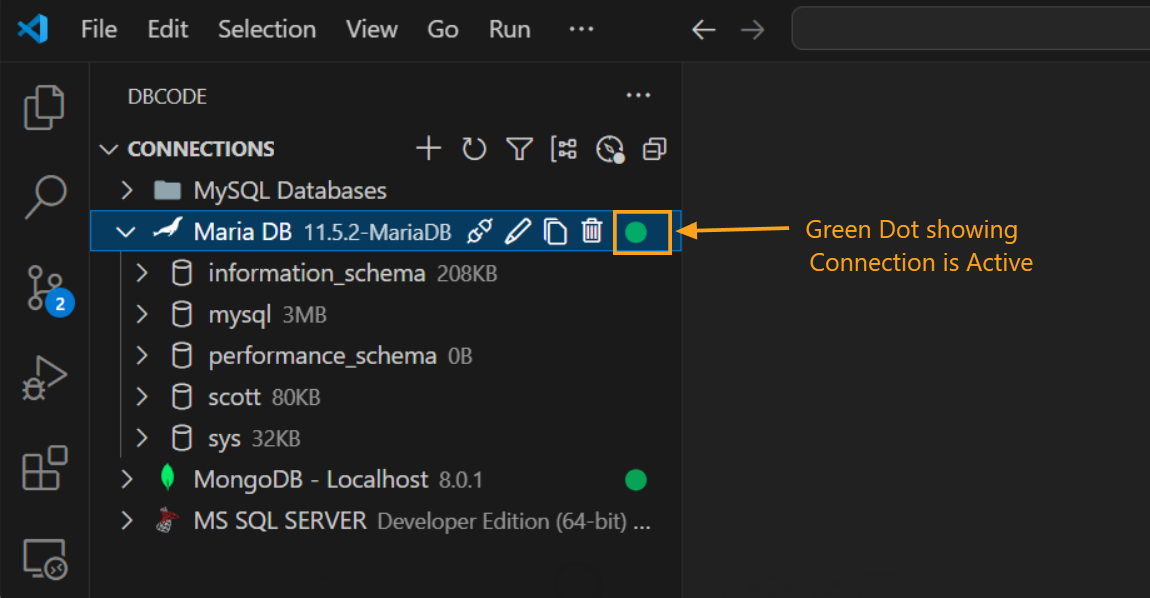 File Edit Selection View Go Run ···
DBCODE ···
CONNECTIONS
MySQL Databases
Maria DB 11.5.2-MariaDB
Green Dot showing
Connection is Active
information_schema 208KB
2
mysql 3MB
performance_schema 0B
scott 80KB
sys 32KB
MongoDB - Localhost 8.0.1
MS SQL SERVER Developer Edition (64-bit) ...